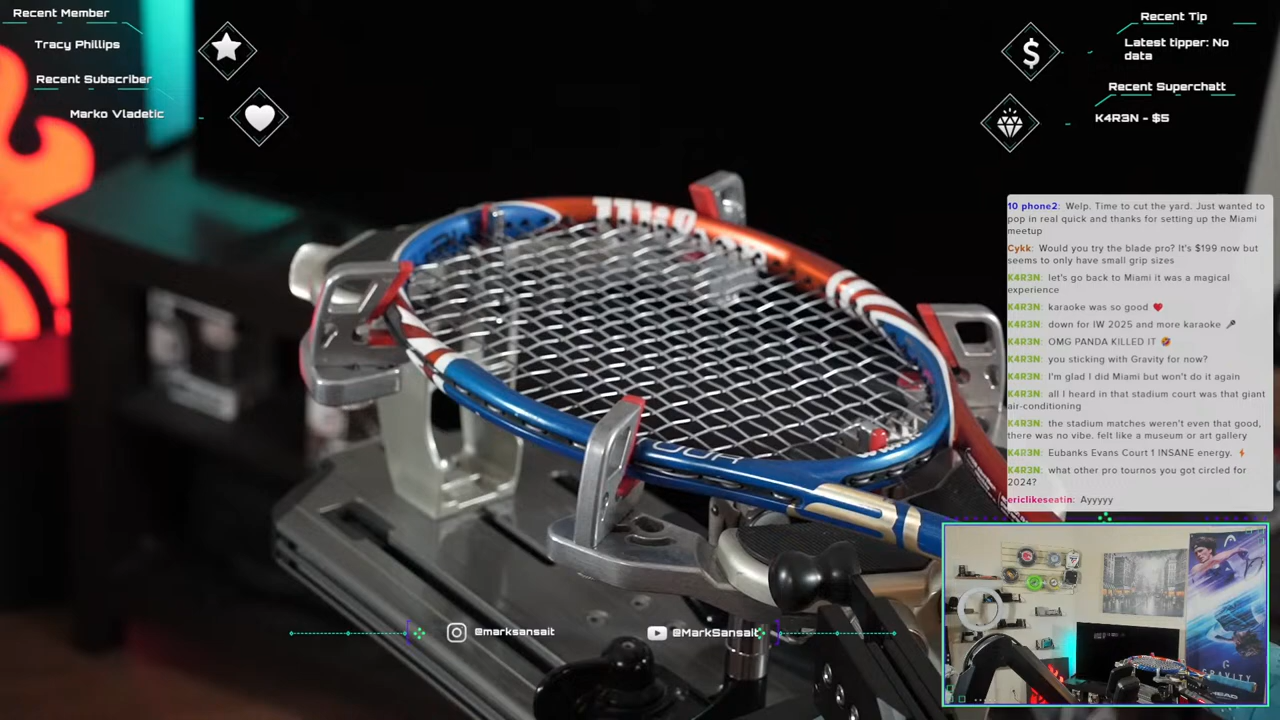 Recent Member
Tracy Phillips
Recent Subscriber
Marko Vladetic
Recent Tip
Latest tipper: No
data
Recent Superchatt
K4R3N - $5
10 phone2: Welp. Time to cut the yard. Just wanted to
pop in real quick and thanks for setting up the Miami
meetup
Cykk: Would you try the blade pro? It's $199 now but
seems to only have small grip sizes
K4R3N: let's go back to Miami it was a magical
experience
K4R3N: karaoke was so good ❤️
K4R3N: down for IW 2025 and more karaoke 🎤
K4R3N: OMG PANDA KILLED IT 🤣
K4R3N: you sticking with Gravity for now?
K4R3N: I'm glad I did Miami but won't do it again
K4R3N: all I heard in that stadium court was that giant
air-conditioning
K4R3N: the stadium matches weren't even that good,
there was no vibe. felt like a museum or art gallery
K4R3N: Eubanks Evans Court 1 INSANE energy. ⚡
K4R3N: what other pro tournos you got circled for
2024?
ericlikeseatin: Ayyyyy
@marksansait
@MarkSansait
GRAVITY
HEAD